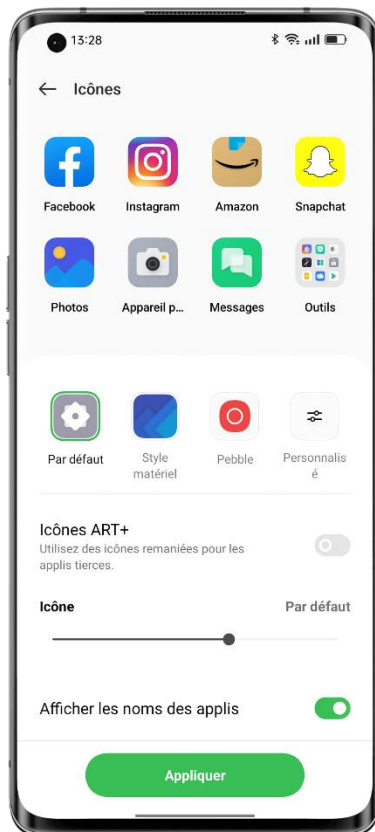 13:28
Icônes
Facebook Instagram Amazon Snapchat
Photos Appareil p... Messages Outils
Par défaut Style matériel Pebble Personnalisé
Icônes ART+
Utilisez des icônes remaniées pour les
applis tierces.
Icône Par défaut
Afficher les noms des applis
Appliquer